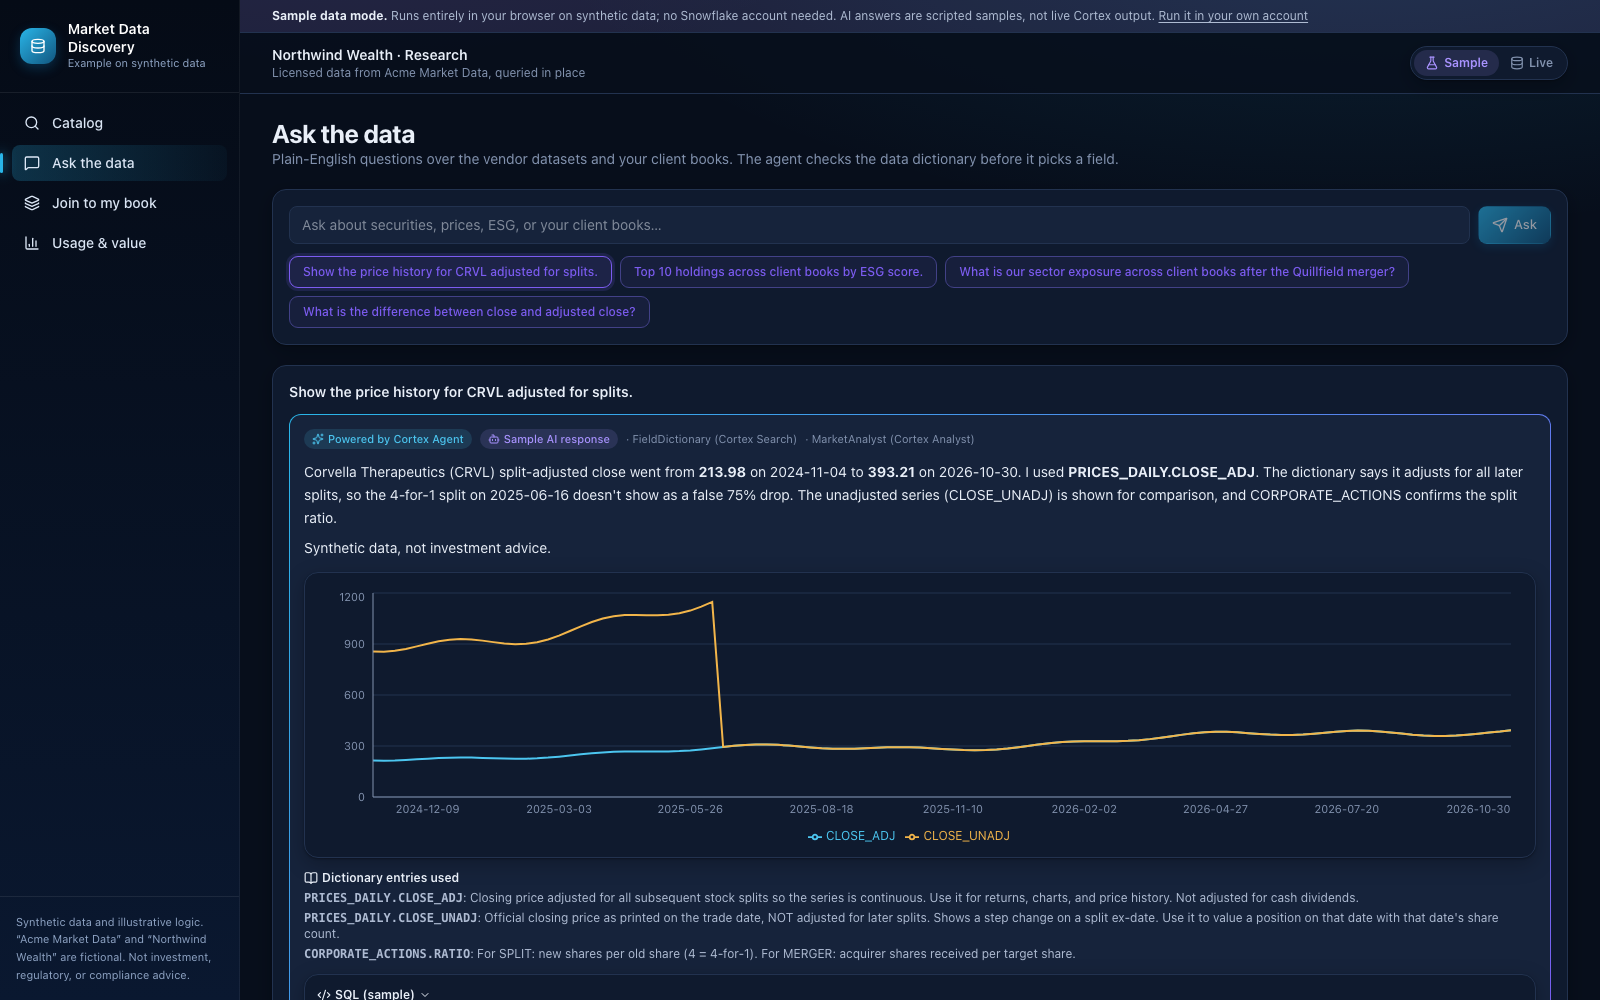 Market Data
Discovery
Example on synthetic data
Catalog
Ask the data
Join to my book
Usage & value
Synthetic data and illustrative logic.
"Acme Market Data" and "Northwind
Wealth" are fictional. Not investment,
regulatory, or compliance advice.
Sample data mode. Runs entirely in your browser on synthetic data; no Snowflake account needed. AI answers are scripted samples, not live Cortex output. Run it in your own account
Northwind Wealth · Research
Licensed data from Acme Market Data, queried in place
Sample
Live
Ask the data
Plain-English questions over the vendor datasets and your client books. The agent checks the data dictionary before it picks a field.
Ask about securities, prices, ESG, or your client books...
Ask
Show the price history for CRVL adjusted for splits.
Top 10 holdings across client books by ESG score.
What is our sector exposure across client books after the Quillfield merger?
What is the difference between close and adjusted close?
Show the price history for CRVL adjusted for splits.
Powered by Cortex Agent
Sample AI response
· FieldDictionary (Cortex Search)
· MarketAnalyst (Cortex Analyst)
Corvella Therapeutics (CRVL) split-adjusted close went from 213.98 on 2024-11-04 to 393.21 on 2026-10-30. I used PRICES_DAILY.CLOSE_ADJ. The dictionary says it adjusts for all later
splits, so the 4-for-1 split on 2025-06-16 doesn't show as a false 75% drop. The unadjusted series (CLOSE_UNADJ) is shown for comparison, and CORPORATE_ACTIONS confirms the split
ratio.
Synthetic data, not investment advice.
1200
900
600
300
0
2024-12-09
2025-03-03
2025-05-26
2025-08-18
2025-11-10
2026-02-02
2026-04-27
2026-07-20
2026-10-30
CLOSE_ADJ
CLOSE_UNADJ
Dictionary entries used
PRICES_DAILY.CLOSE_ADJ: Closing price adjusted for all subsequent stock splits so the series is continuous. Use it for returns, charts, and price history. Not adjusted for cash dividends.
PRICES_DAILY.CLOSE_UNADJ: Official closing price as printed on the trade date, NOT adjusted for later splits. Shows a step change on a split ex-date. Use it to value a position on that date with that date's share
count.
CORPORATE_ACTIONS.RATIO: For SPLIT: new shares per old share (4 = 4-for-1). For MERGER: acquirer shares received per target share.
</> SQL (sample)